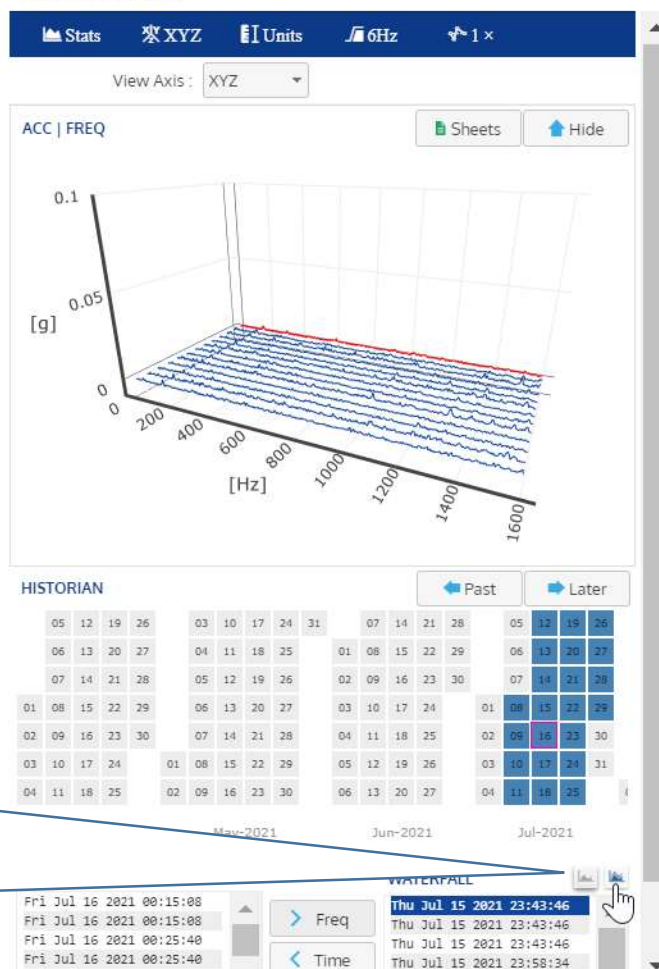 Stats XYZ Units 6Hz 1 ×
View Axis : XYZ
ACC | FREQ Sheets Hide
0.1
0.05
[g]
0
0 200 400 600 800 1000 1200 1400 1600
[Hz]
HISTORIAN Past Later
05 12 19 26 03 10 17 24 31 07 14 21 28 05 12 19 26
06 13 20 27 04 11 18 25 01 08 15 22 29 06 13 20 27
07 14 21 28 05 12 19 26 02 09 16 23 30 07 14 21 28
01 08 15 22 29 06 13 20 27 03 10 17 24 01 08 15 22 29
02 09 16 23 30 07 14 21 28 04 11 18 25 02 09 16 23 30
03 10 17 24 01 08 15 22 29 05 12 19 26 03 10 17 24 31
04 11 18 25 02 09 16 23 30 06 13 20 27 04 11 18 25
May-2021 Jun-2021 Jul-2021
WATERFALL
Fri Jul 16 2021 00:15:08
Fri Jul 16 2021 00:15:08
Fri Jul 16 2021 00:25:40
Fri Jul 16 2021 00:25:40
Freq
Time
Thu Jul 15 2021 23:43:46
Thu Jul 15 2021 23:43:46
Thu Jul 15 2021 23:43:46
Thu Jul 15 2021 23:58:34